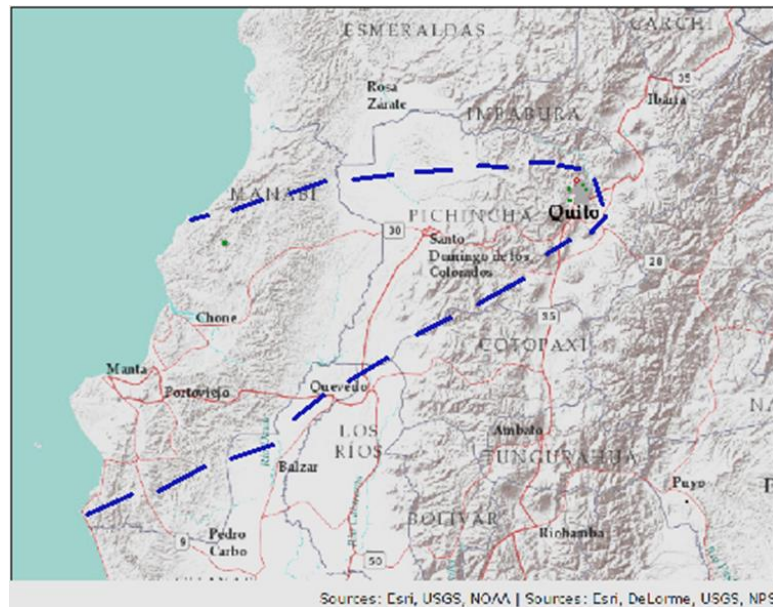 ESMERALDAS
CARCHI
35
Rosa
Zárate
Ibarra
IMBABURA
MANABI
Quito
PICHINCHA
30
Santo
Domingo de los
Colorados
28
Chone
35
COTOPAXI
Manta
Portoviejo
Quevedo
LOS
RIOS
Ambato
TUNGURAHUA
Balzar
Puyo
BOLIVAR
Pedro
Carbo
9
Riobamba
50
Sources: Esri, USGS, NOAA | Sources: Esri, DeLorme, USGS, NPS